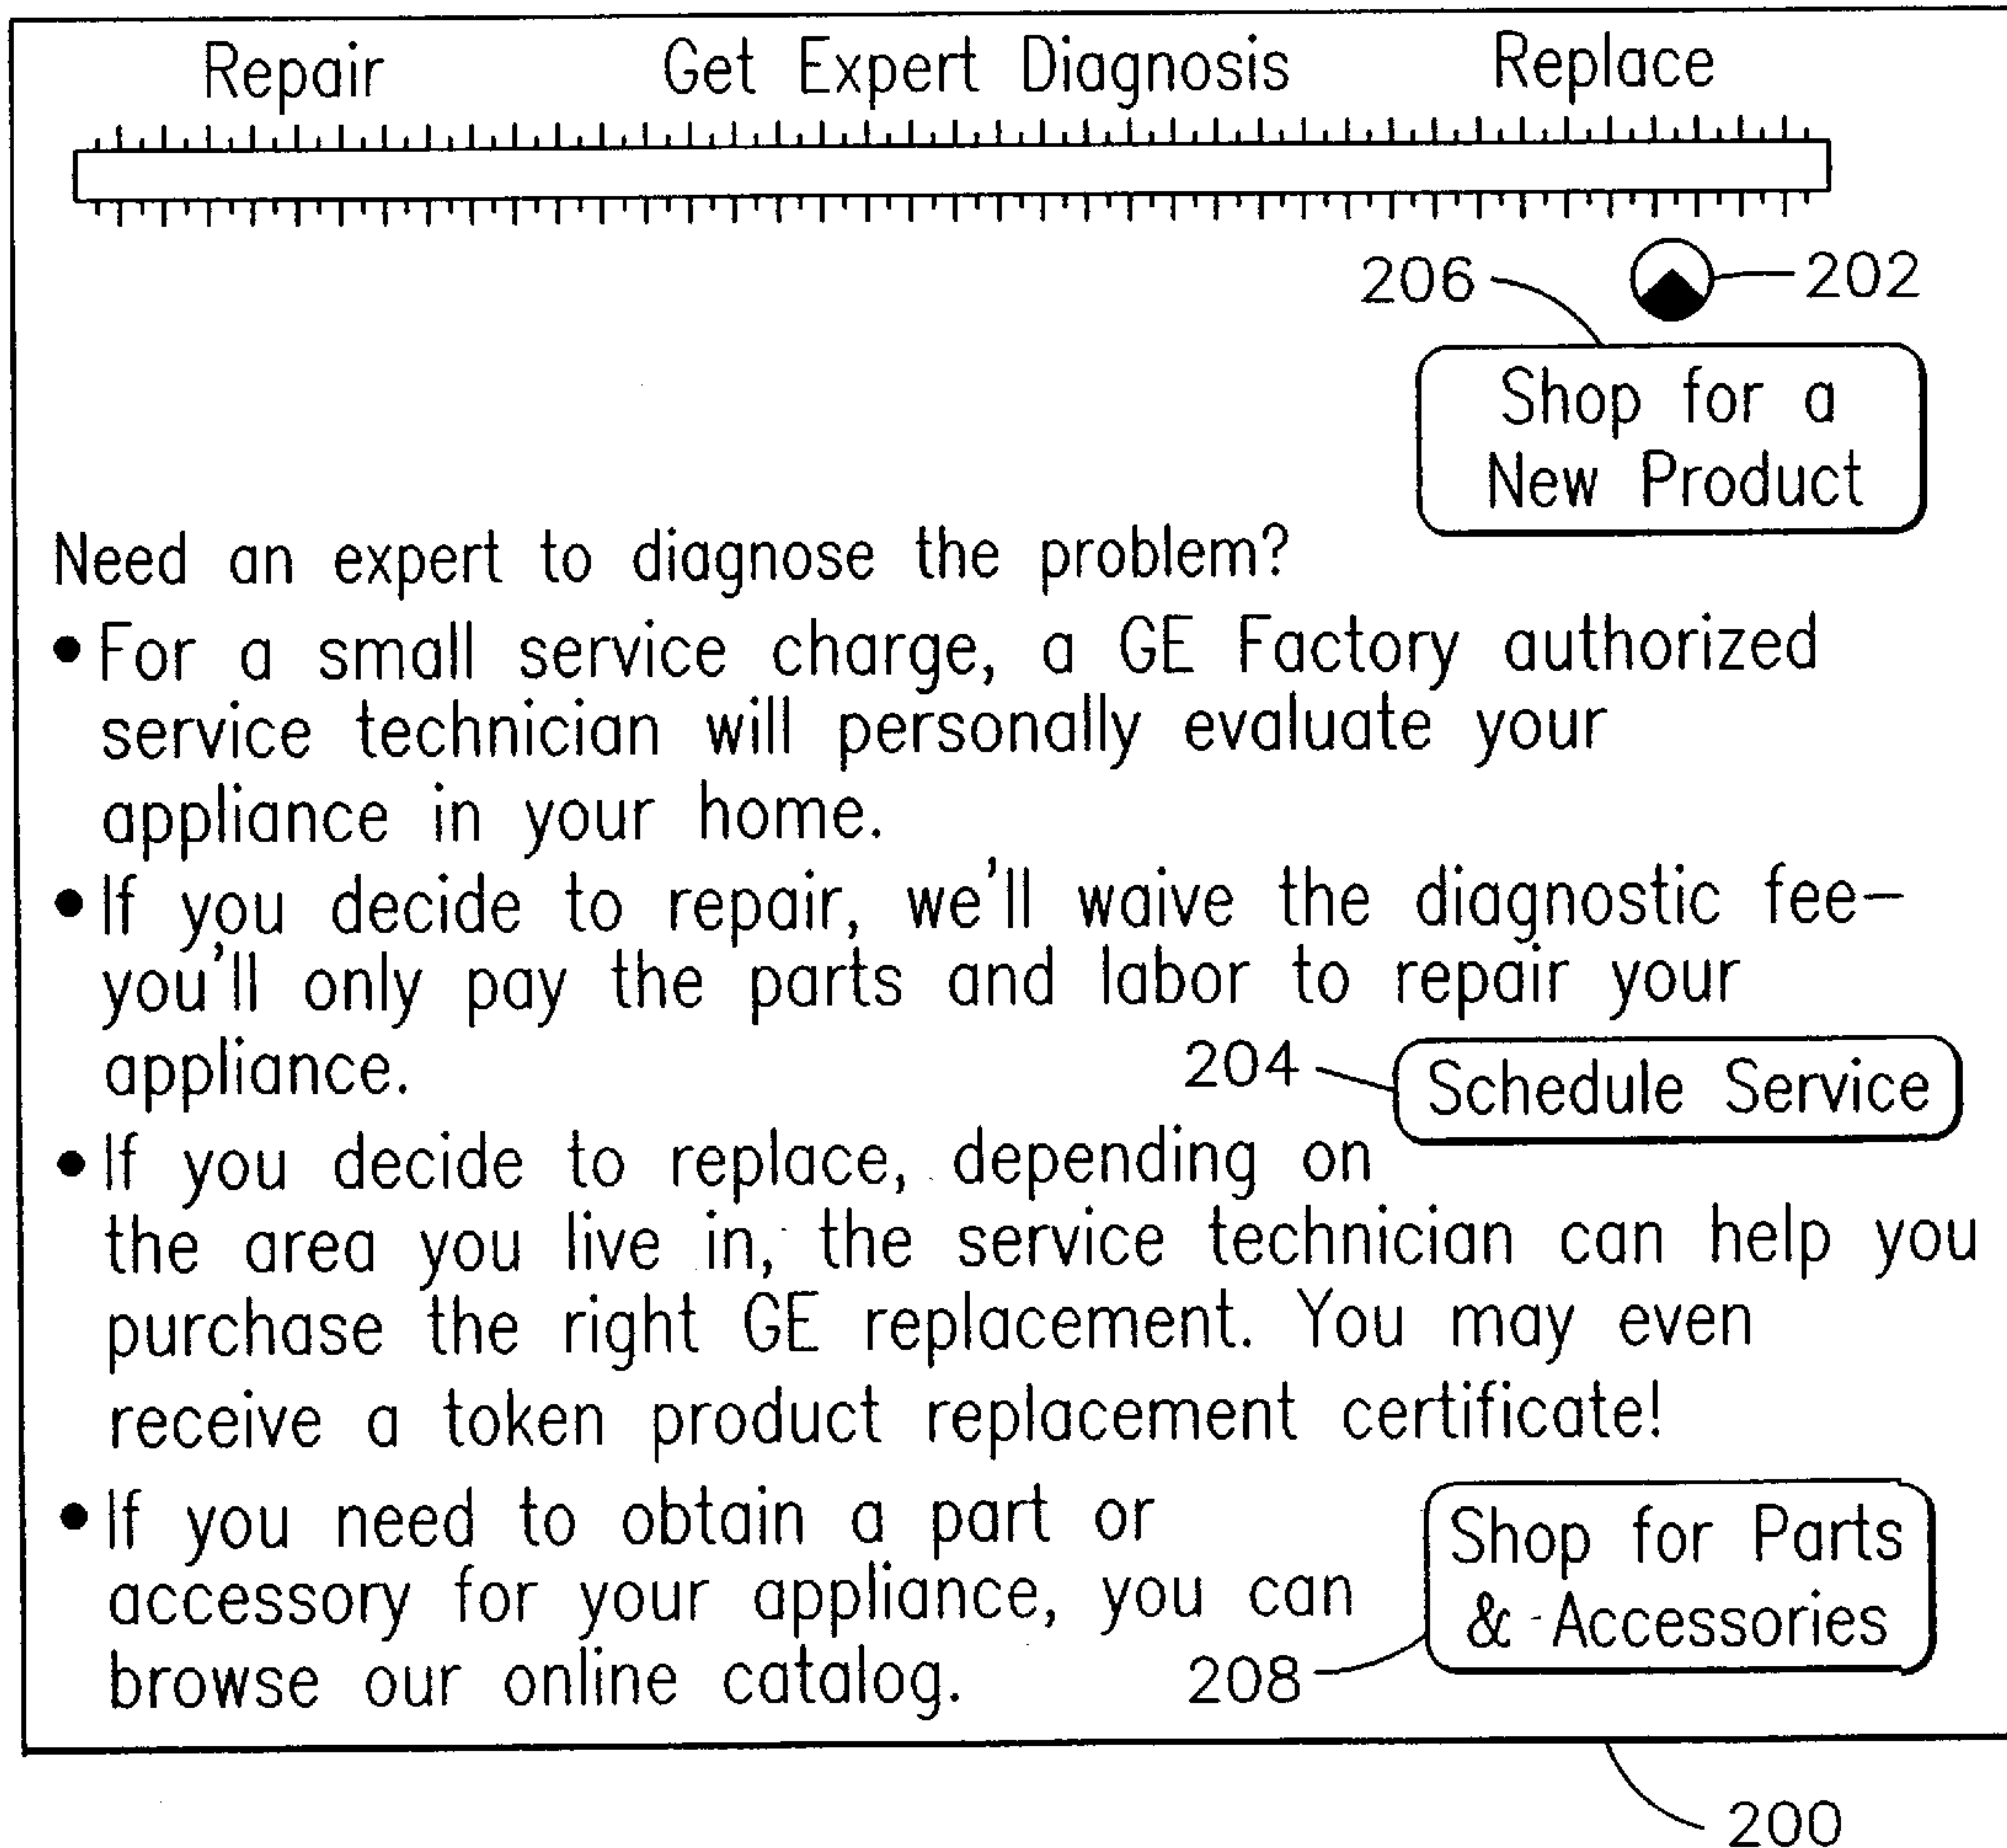 Repair Get Expert Diagnosis Replace
206 202
Shop for a
New Product
Need an expert to diagnose the problem?
• For a small service charge, a GE Factory authorized
service technician will personally evaluate your
appliance in your home.
• If you decide to repair, we'll waive the diagnostic fee–
you'll only pay the parts and labor to repair your
appliance.
204 Schedule Service
• If you decide to replace, depending on
the area you live in, the service technician can help you
purchase the right GE replacement. You may even
receive a token product replacement certificate!
• If you need to obtain a part or
accessory for your appliance, you can
browse our online catalog.
Shop for Parts
& Accessories
208
200